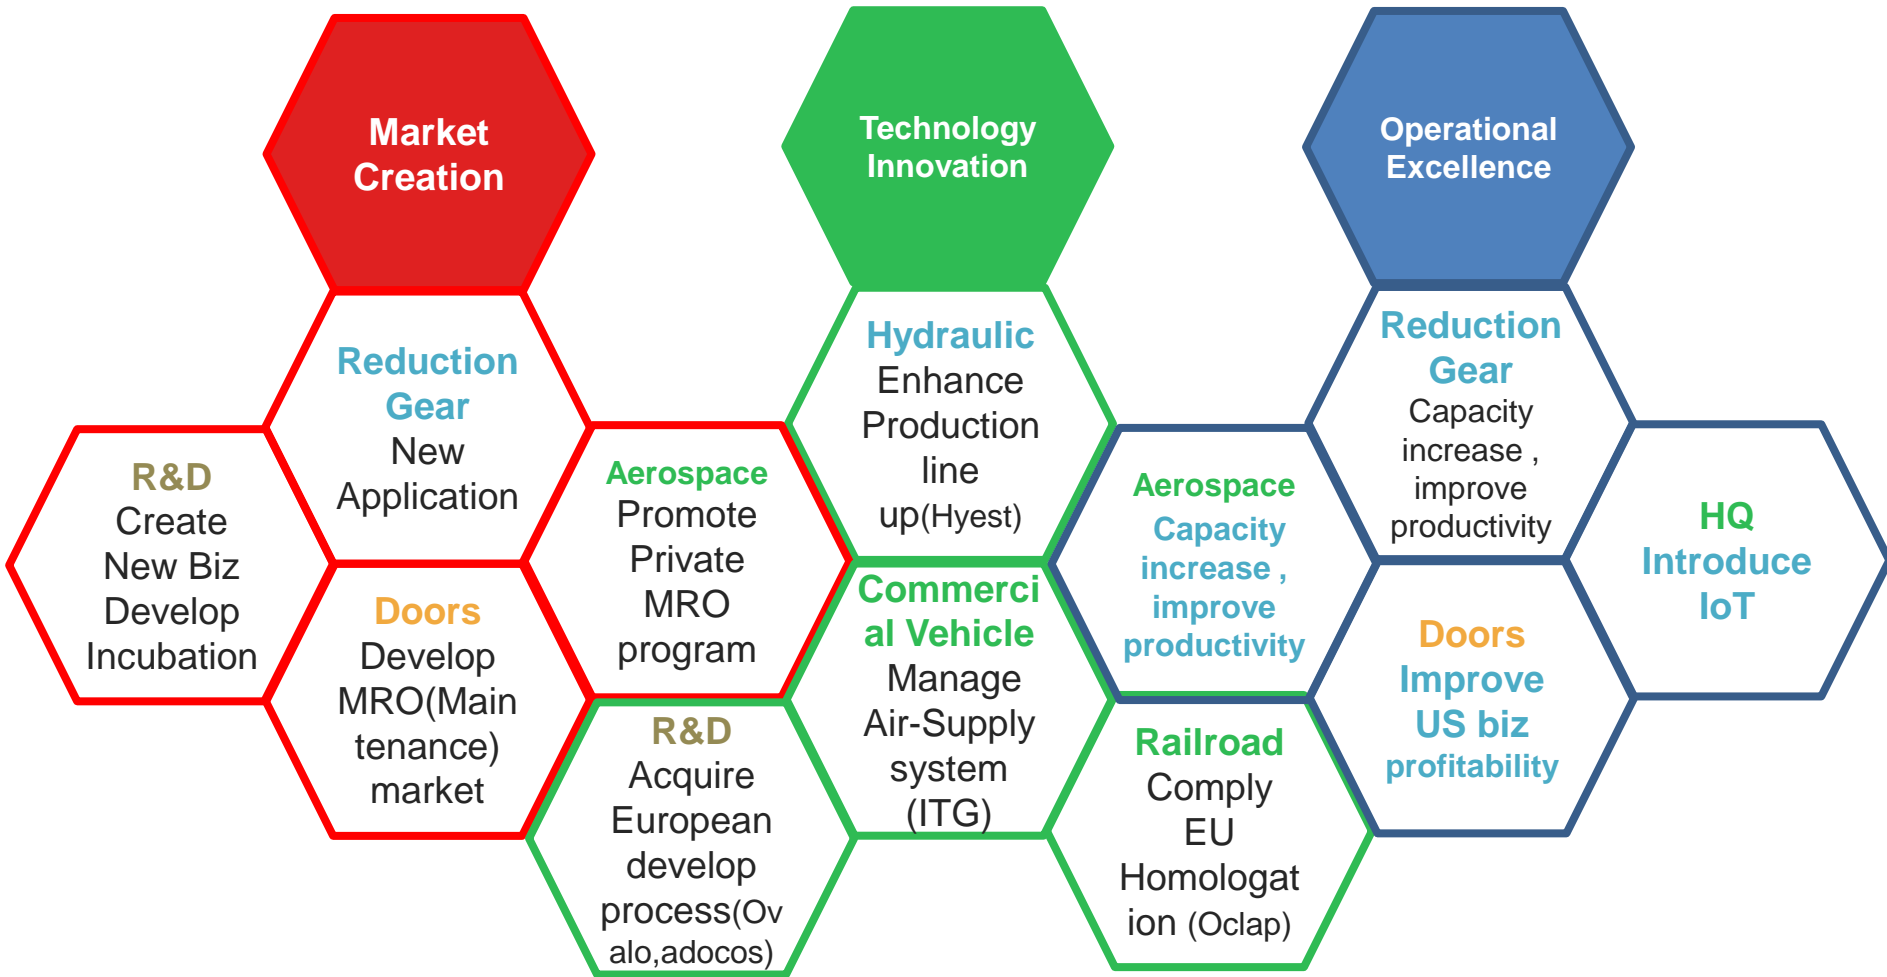 Market
Creation
Technology
Innovation
Operational
Excellence
R&D
Create
New Biz
Develop
Incubation
Reduction
Gear
New
Application
Doors
Develop
MRO(Main
tenance)
market
Aerospace
Promote
Private
MRO
program
R&D
Acquire
European
develop
process(Ov
alo,adocos)
Hydraulic
Enhance
Production
line
up(Hyest)
Commerci
al Vehicle
Manage
Air-Supply
system
(ITG)
Aerospace
Capacity
increase ,
improve
productivity
Railroad
Comply
EU
Homologat
ion (Oclap)
Reduction
Gear
Capacity
increase ,
improve
productivity
Doors
Improve
US biz
profitability
HQ
Introduce
IoT